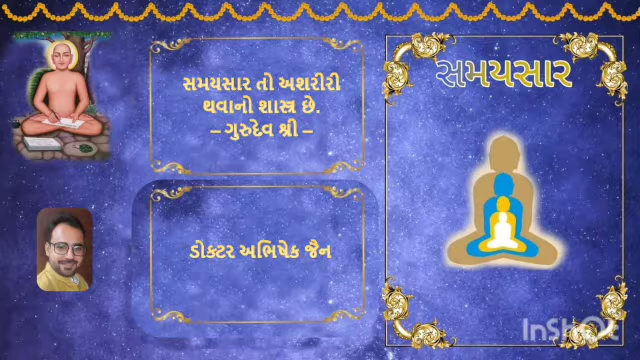 સમયસાર તો અશરીરી
થવાનો શાસ્ત્ર છે.
– ગુરુદેવ શ્રી –
ડોક્ટર અભિષેક જૈન
સમયસાર
InShot